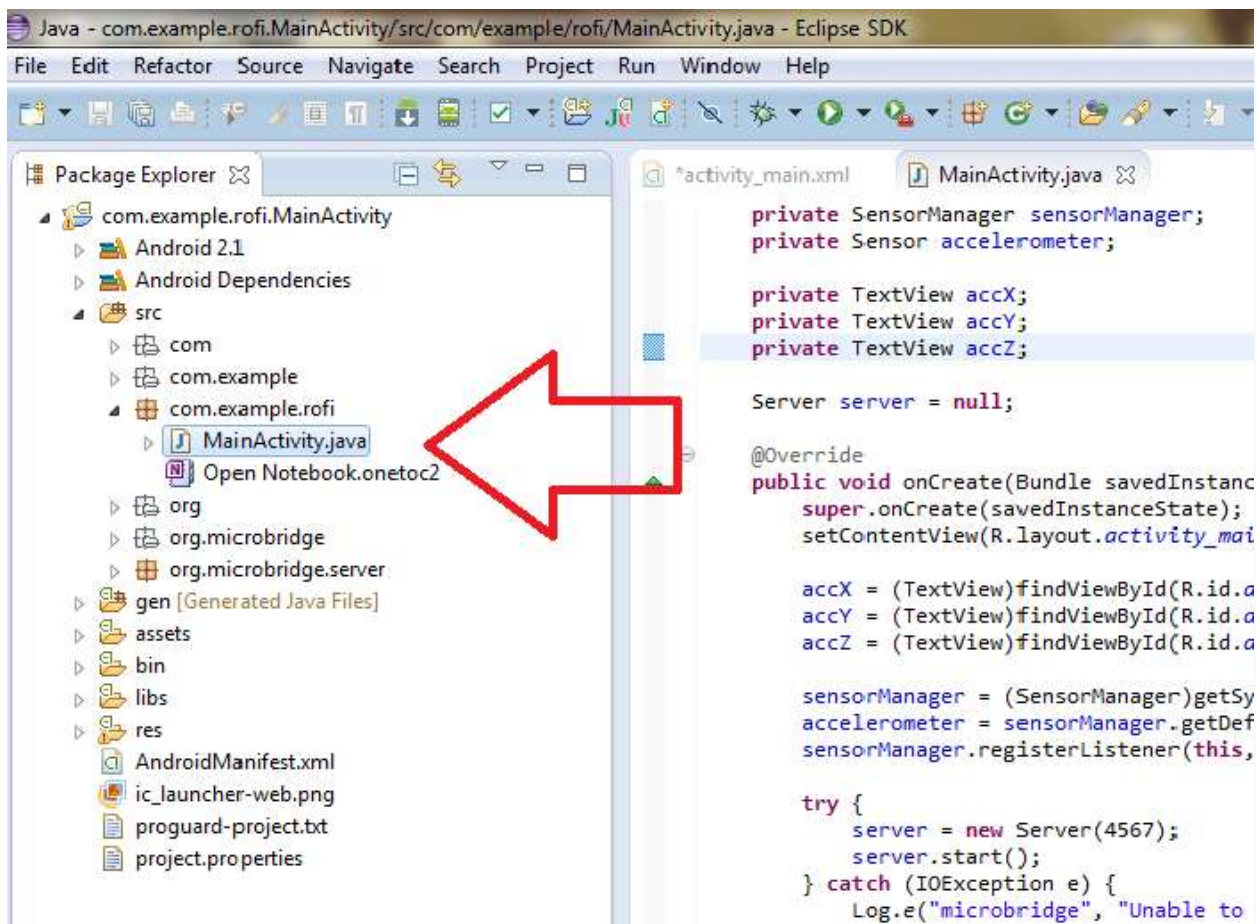 Java - com.example.rofi.MainActivity/src/com/example/rofi/MainActivity.java - Eclipse SDK
File Edit Refactor Source Navigate Search Project Run Window Help
Package Explorer
com.example.rofi.MainActivity
Android 2.1
Android Dependencies
src
com
com.example
com.example.rofi
MainActivity.java
Open Notebook.onetoc2
org
org.microbridge
org.microbridge.server
gen [Generated Java Files]
assets
bin
libs
res
AndroidManifest.xml
ic_launcher-web.png
proguard-project.txt
project.properties
*activity_main.xml MainActivity.java
private SensorManager sensorManager;
private Sensor accelerometer;
private TextView accX;
private TextView accY;
private TextView accZ;
Server server = null;
@Override
public void onCreate(Bundle savedInstanc
super.onCreate(savedInstanceState);
setContentView(R.layout.activity_mai
accX = (TextView)findViewById(R.id.a
accY = (TextView)findViewById(R.id.a
accZ = (TextView)findViewById(R.id.a
sensorManager = (SensorManager)getSy
accelerometer = sensorManager.getDef
sensorManager.registerListener(this,
try {
server = new Server(4567);
server.start();
} catch (IOException e) {
Log.e("microbridge", "Unable to